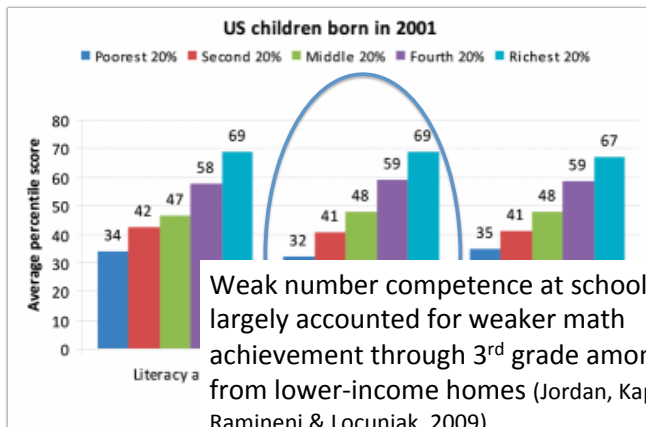 US children born in 2001
Poorest 20% Second 20% Middle 20% Fourth 20% Richest 20%
Average percentile score
80
70
60
50
40
30
20
10
0
34 42 47 58 69
32 41 48 59 69
35 41 48 59 67
Literacy a
Weak number competence at school
largely accounted for weaker math
achievement through 3rd grade amon
from lower-income homes (Jordan, Kap
Ramineni & Locuniak, 2009)